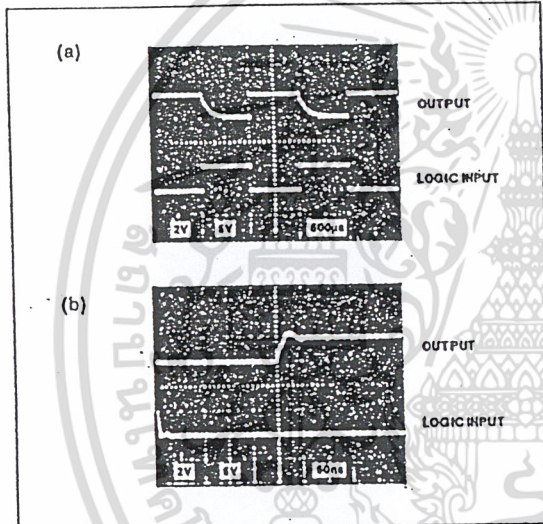 (a)
OUTPUT
LOGIC INPUT
2V 5V 500µs
(b)
OUTPUT
LOGIC INPUT
2V 5V 50ns